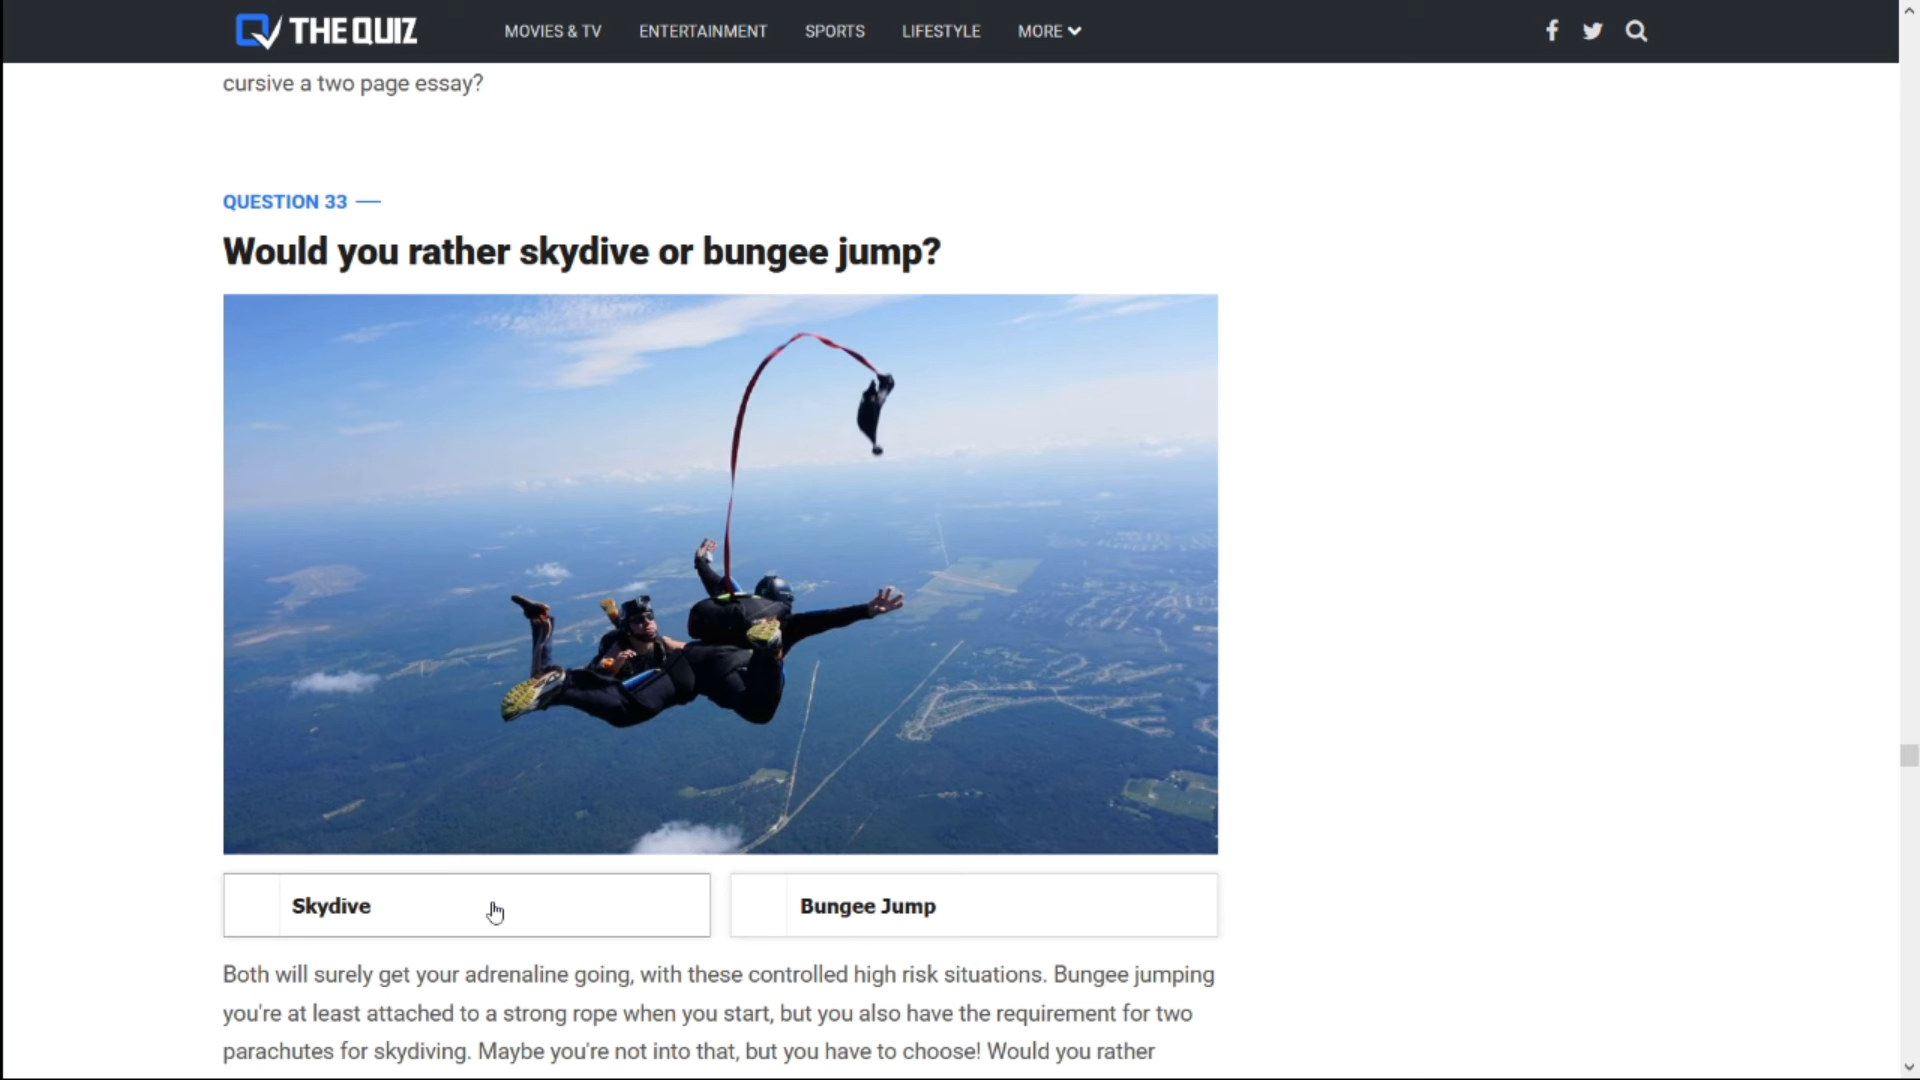 THE QUIZ
MOVIES & TV
ENTERTAINMENT
SPORTS
LIFESTYLE
MORE
cursive a two page essay?
QUESTION 33
Would you rather skydive or bungee jump?
Skydive
Bungee Jump
Both will surely get your adrenaline going, with these controlled high risk situations. Bungee jumping
you're at least attached to a strong rope when you start, but you also have the requirement for two
parachutes for skydiving. Maybe you're not into that, but you have to choose! Would you rather